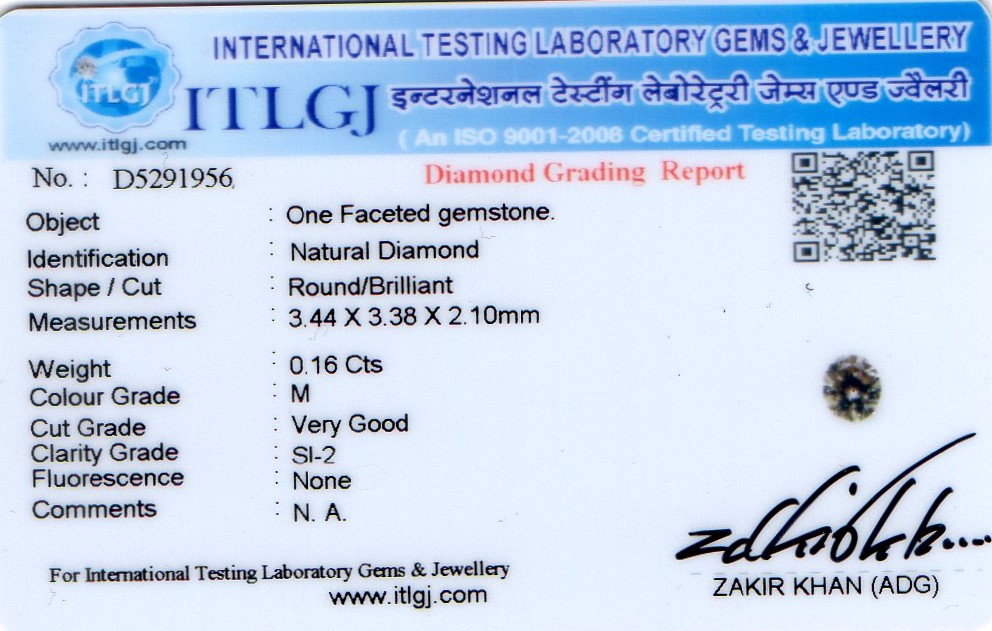 INTERNATIONAL TESTING LABORATORY GEMS & JEWELLERY
ITLGJ
ITLGJ इन्टरनेशनल टेस्टींग लेबोरेट्ररी जेम्स एण्ड ज्वैलरी
www.itlgj.com
( An ISO 9001-2008 Certified Testing Laboratory)
No. : D5291956
Diamond Grading Report
Object : One Faceted gemstone.
Identification : Natural Diamond
Shape / Cut : Round/Brilliant
Measurements : 3.44 X 3.38 X 2.10mm
Weight : 0.16 Cts
Colour Grade : M
Cut Grade : Very Good
Clarity Grade : SI-2
Fluorescence : None
Comments : N. A.
For International Testing Laboratory Gems & Jewellery
www.itlgj.com
ZAKIR KHAN (ADG)